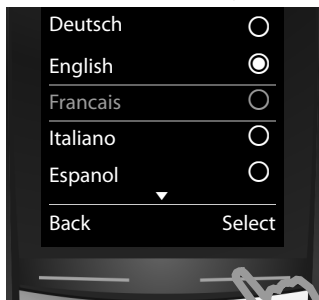 Deutsch
English
Francais
Italiano
Espanol
Back Select